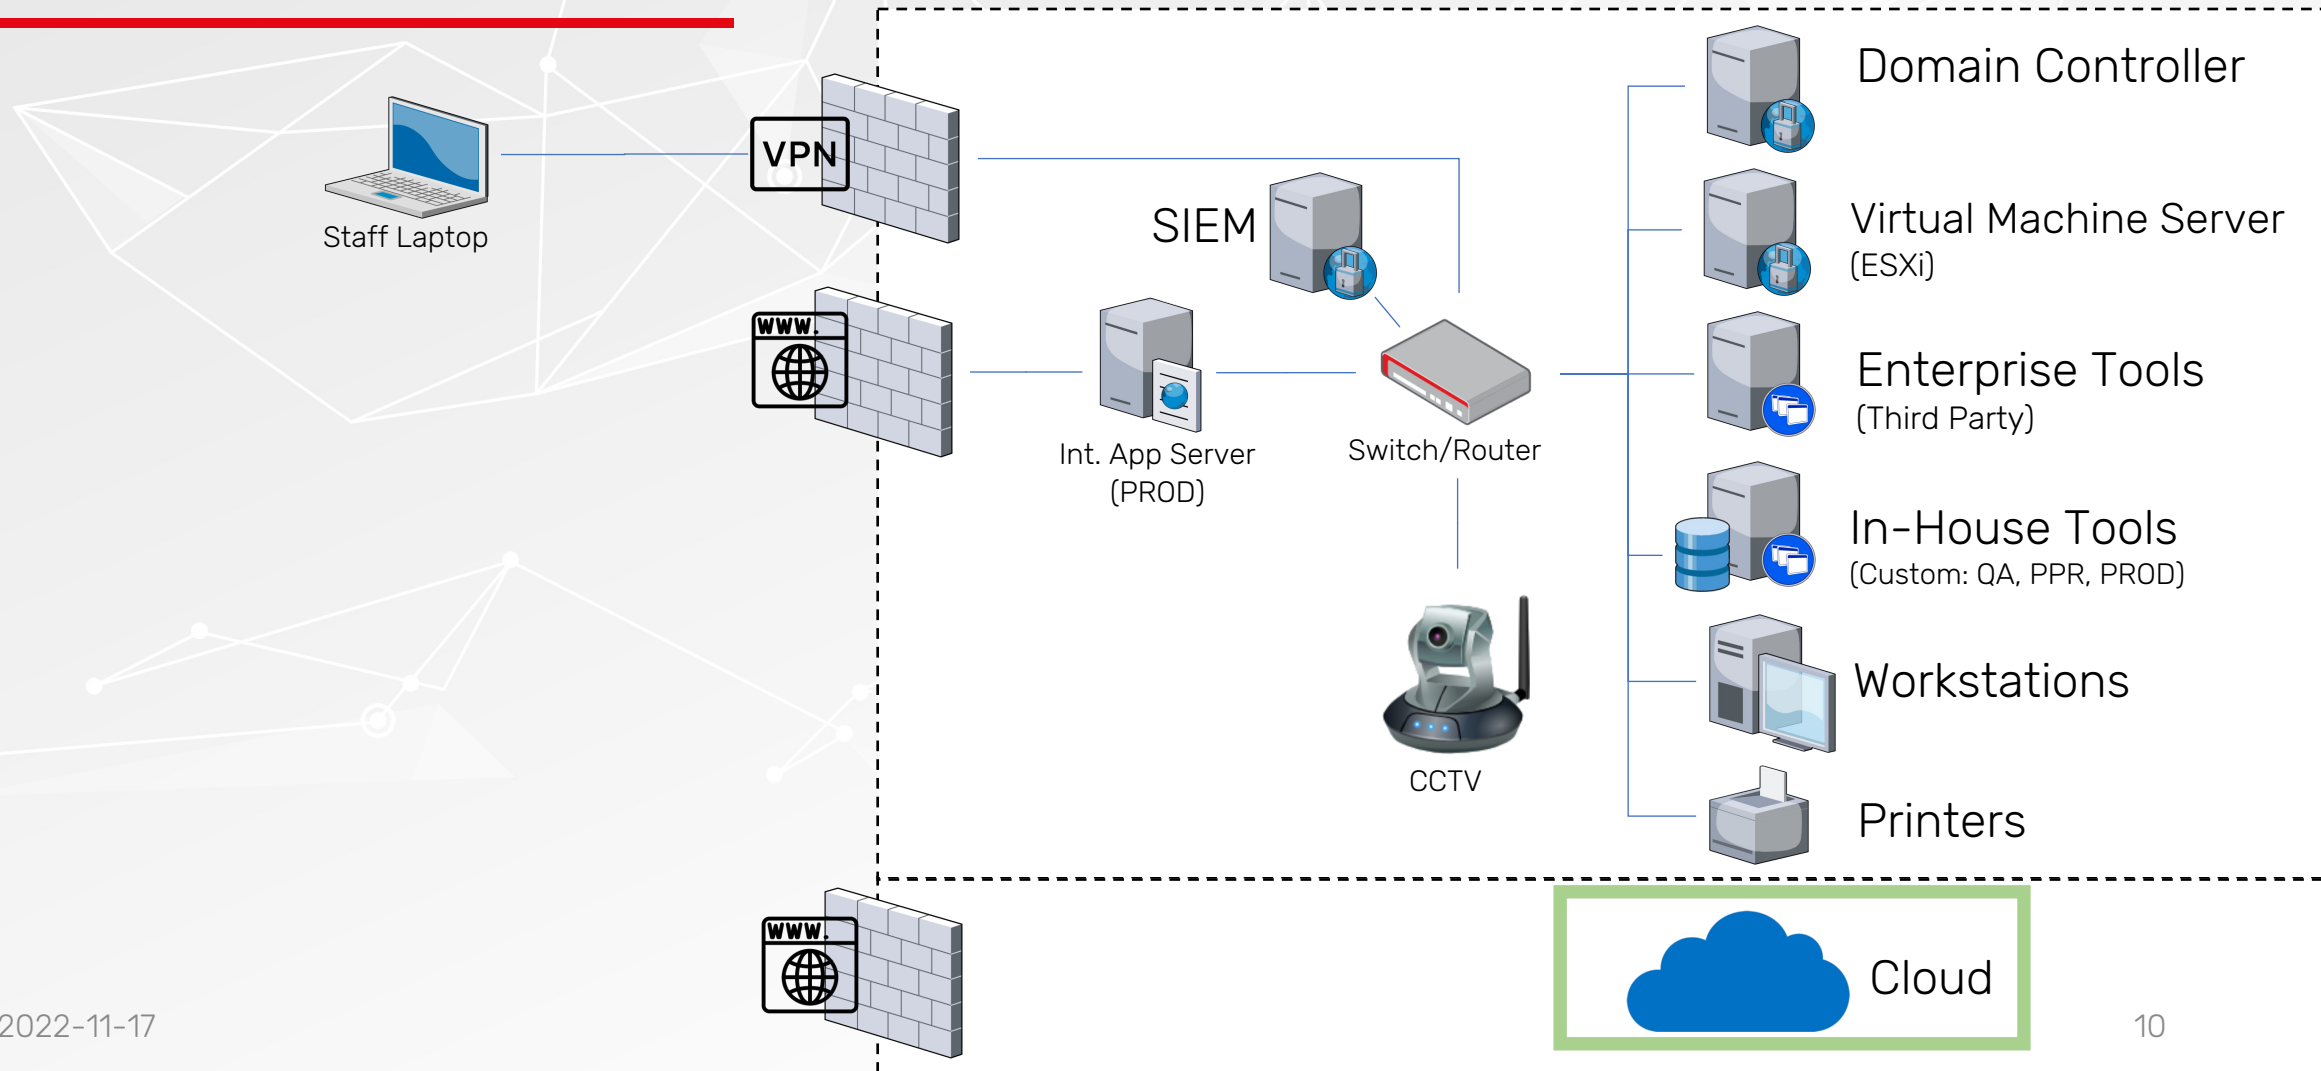 Domain Controller
VPN
SIEM
Virtual Machine Server
(ESXi)
Staff Laptop
www.
Enterprise Tools
(Third Party)
Int. App Server
(PROD)
Switch/Router
In-House Tools
(Custom: QA, PPR, PROD)
Workstations
CCTV
Printers
www.
Cloud
2022-11-17
10